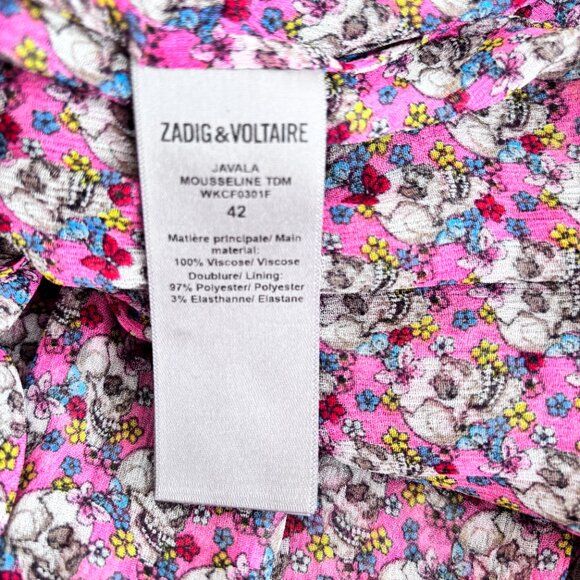 ZADIG & VOLTAIRE
JAVALA
MOUSSELINE TDM
WKCF0301F
42
Matière principale/ Main
material:
100% Viscose/ Viscose
Doublure/ Lining:
97% Polyester/ Polyester
3% Elasthanne/ Elastane